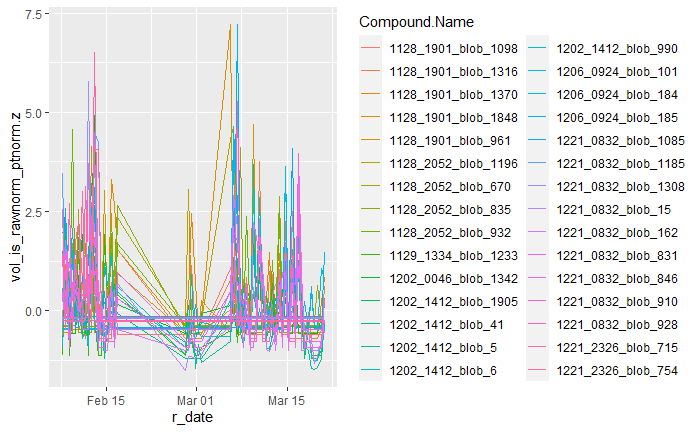 7.5
5.0
2.5
0.0
vol_is_rawnorm_ptnorm.z
Feb 15
Mar 01
Mar 15
r_date
Compound.Name
1128_1901_blob_1098
1128_1901_blob_1316
1128_1901_blob_1370
1128_1901_blob_1848
1128_1901_blob_961
1128_2052_blob_1196
1128_2052_blob_670
1128_2052_blob_835
1128_2052_blob_932
1129_1334_blob_1233
1202_0046_blob_1342
1202_1412_blob_1905
1202_1412_blob_41
1202_1412_blob_5
1202_1412_blob_6
1202_1412_blob_990
1206_0924_blob_101
1206_0924_blob_184
1206_0924_blob_185
1221_0832_blob_1085
1221_0832_blob_1185
1221_0832_blob_1308
1221_0832_blob_15
1221_0832_blob_162
1221_0832_blob_831
1221_0832_blob_846
1221_0832_blob_910
1221_0832_blob_928
1221_2326_blob_715
1221_2326_blob_754